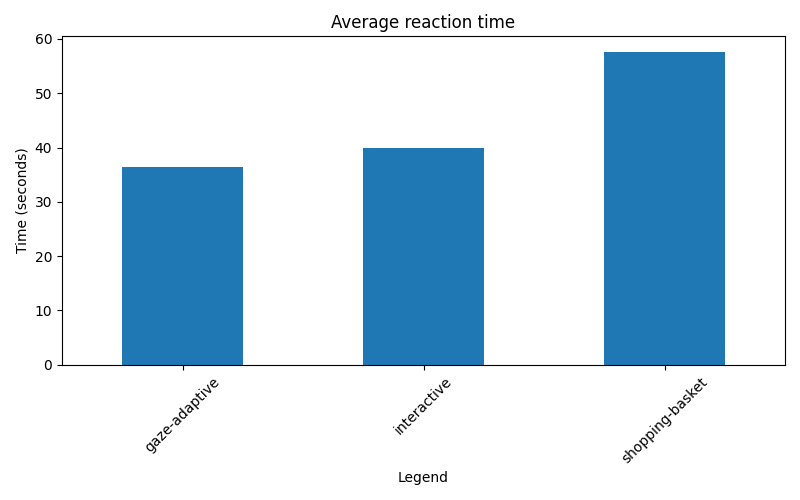 Average reaction time
Time (seconds)
60
50
40
30
20
10
0
gaze-adaptive
interactive
shopping-basket
Legend